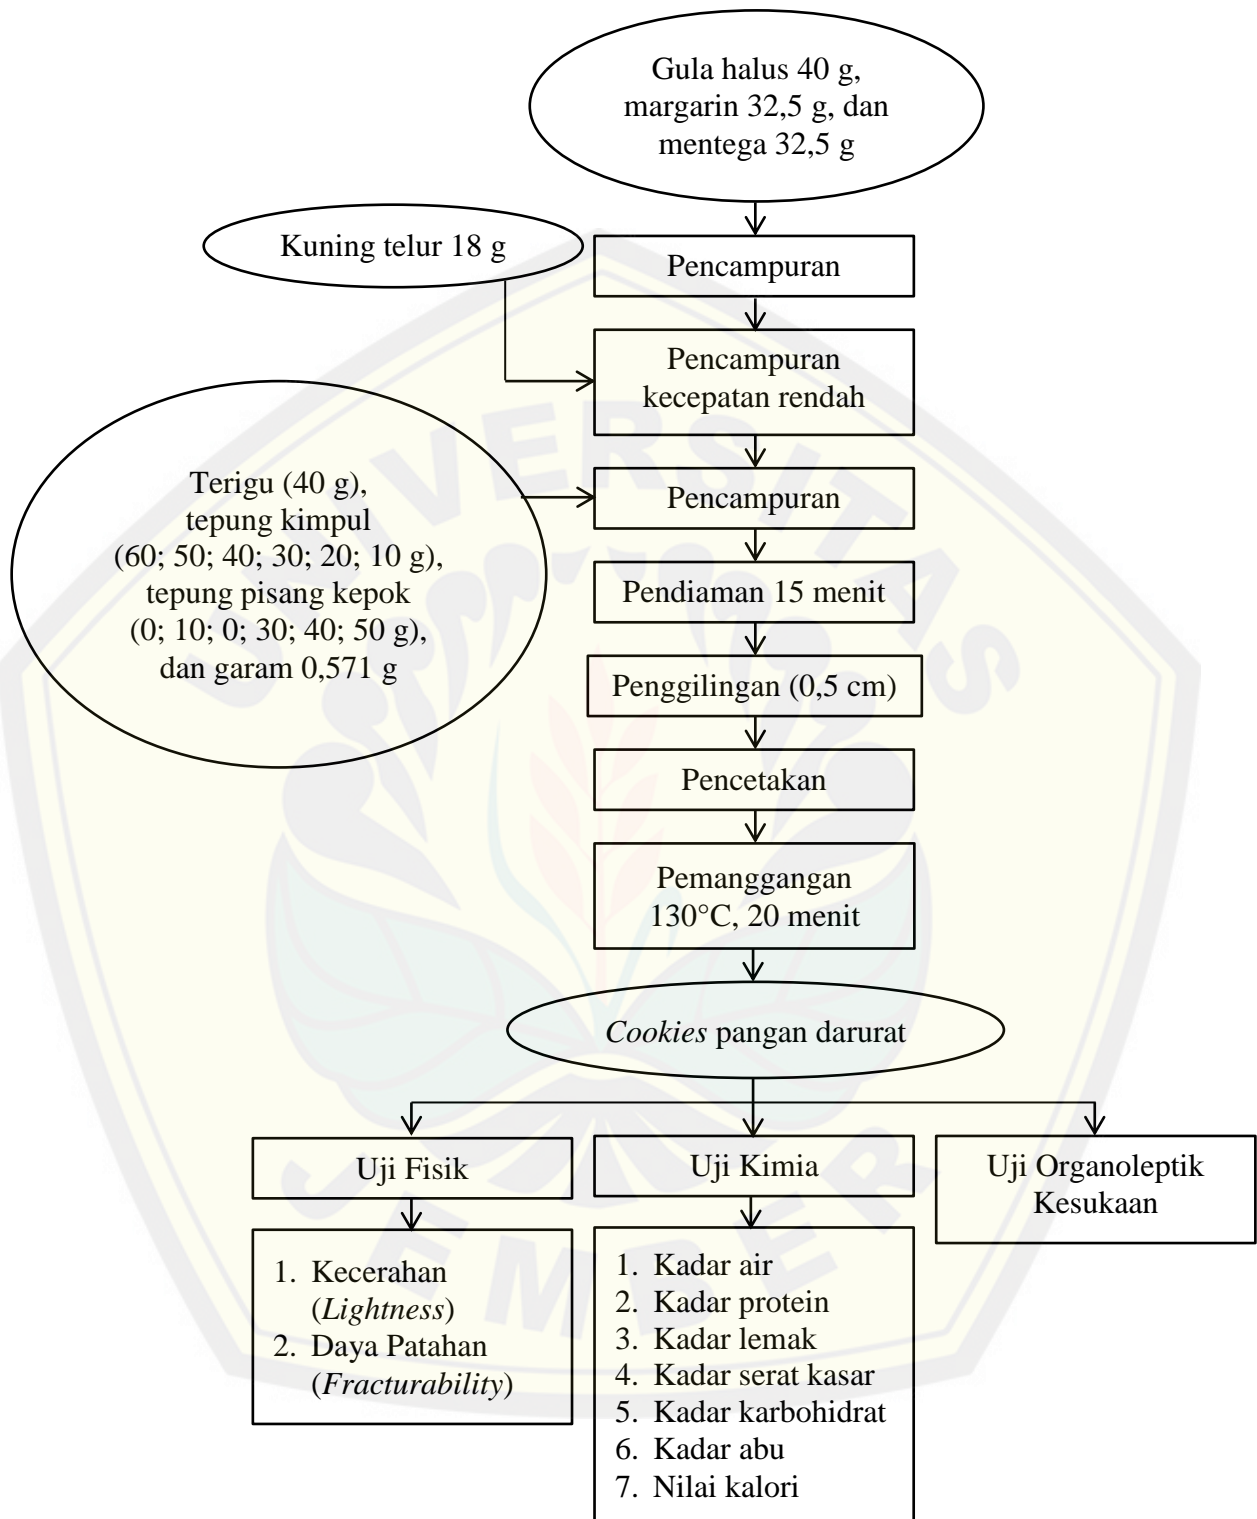 Gula halus 40 g,
margarin 32,5 g, dan
mentega 32,5 g
Kuning telur 18 g
Pencampuran
Pencampuran
kecepatan rendah
Terigu (40 g),
tepung kimpul
(60; 50; 40; 30; 20; 10 g),
tepung pisang kepok
(0; 10; 0; 30; 40; 50 g),
dan garam 0,571 g
Pencampuran
Pendiaman 15 menit
Penggilingan (0,5 cm)
Pencetakan
Pemanggangan
130°C, 20 menit
Cookies pangan darurat
Uji Fisik
Uji Kimia
Uji Organoleptik
Kesukaan
1. Kecerahan
(Lightness)
2. Daya Patahan
(Fracturability)
1. Kadar air
2. Kadar protein
3. Kadar lemak
4. Kadar serat kasar
5. Kadar karbohidrat
6. Kadar abu
7. Nilai kalori
UNIVERSITAS
JEMBER